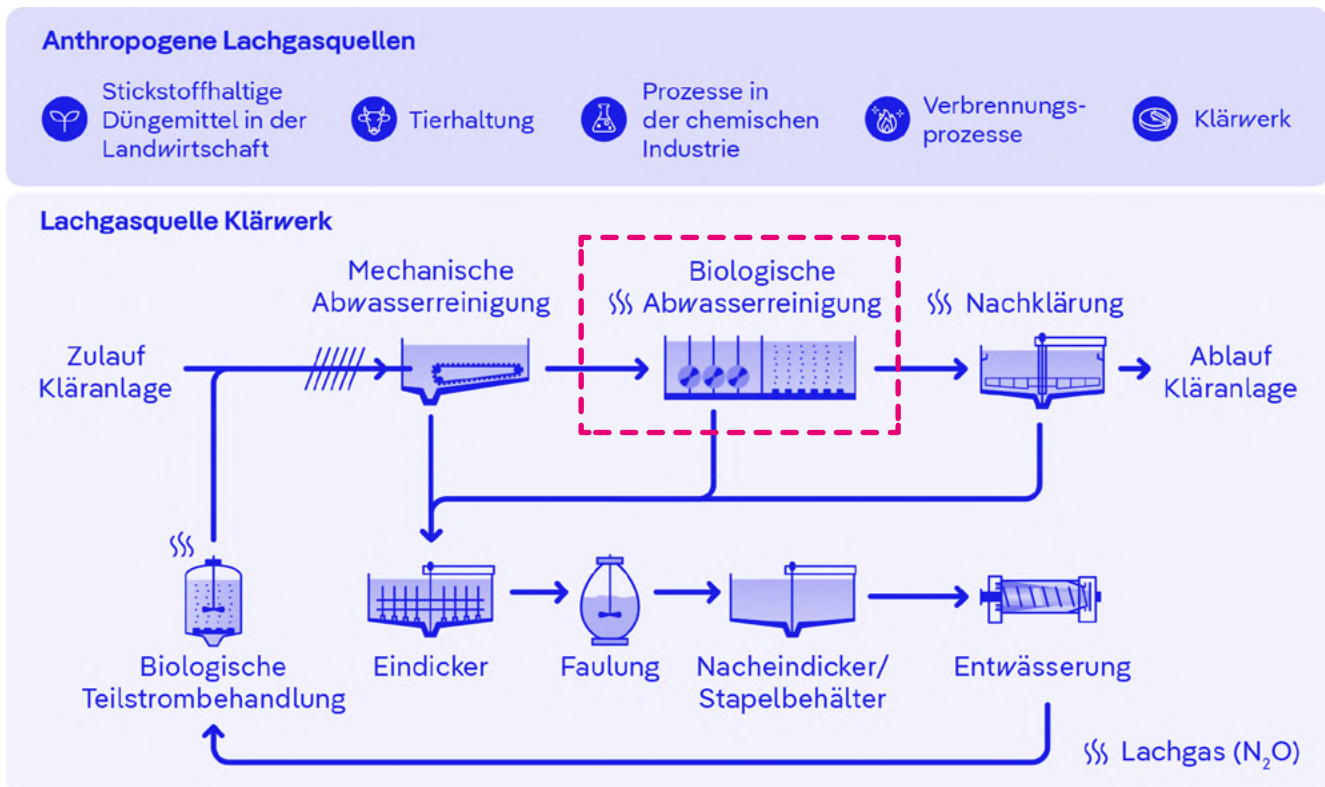 Anthropogene Lachgasquellen
Stickstoffhaltige
Düngemittel in der
Landwirtschaft
Tierhaltung
Prozesse in
der chemischen
Industrie
Verbrennungs-
prozesse
Klärwerk
Lachgasquelle Klärwerk
Mechanische
Abwasserreinigung
Biologische
Abwasserreinigung
Nachklärung
Zulauf
Kläranlage
Ablauf
Kläranlage
Biologische
Teilstrombehandlung
Eindicker
Faulung
Nacheindicker/
Stapelbehälter
Entwässerung
Lachgas (N₂O)